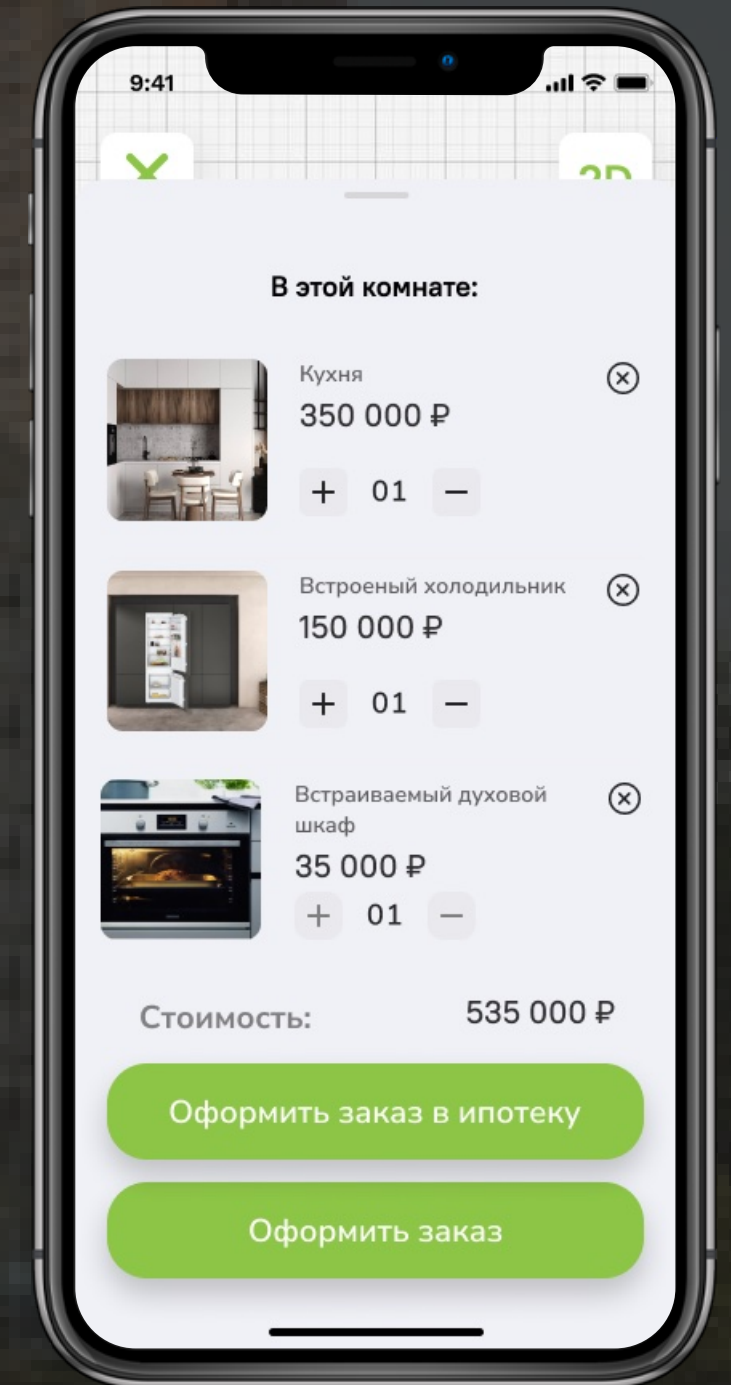 9:41
2D
В этой комнате:
Кухня
350 000 ₽
+ 01 −
Встроеный холодильник
150 000 ₽
+ 01 −
Встраиваемый духовой
шкаф
35 000 ₽
+ 01 −
Стоимость: 535 000 ₽
Оформить заказ в ипотеку
Оформить заказ